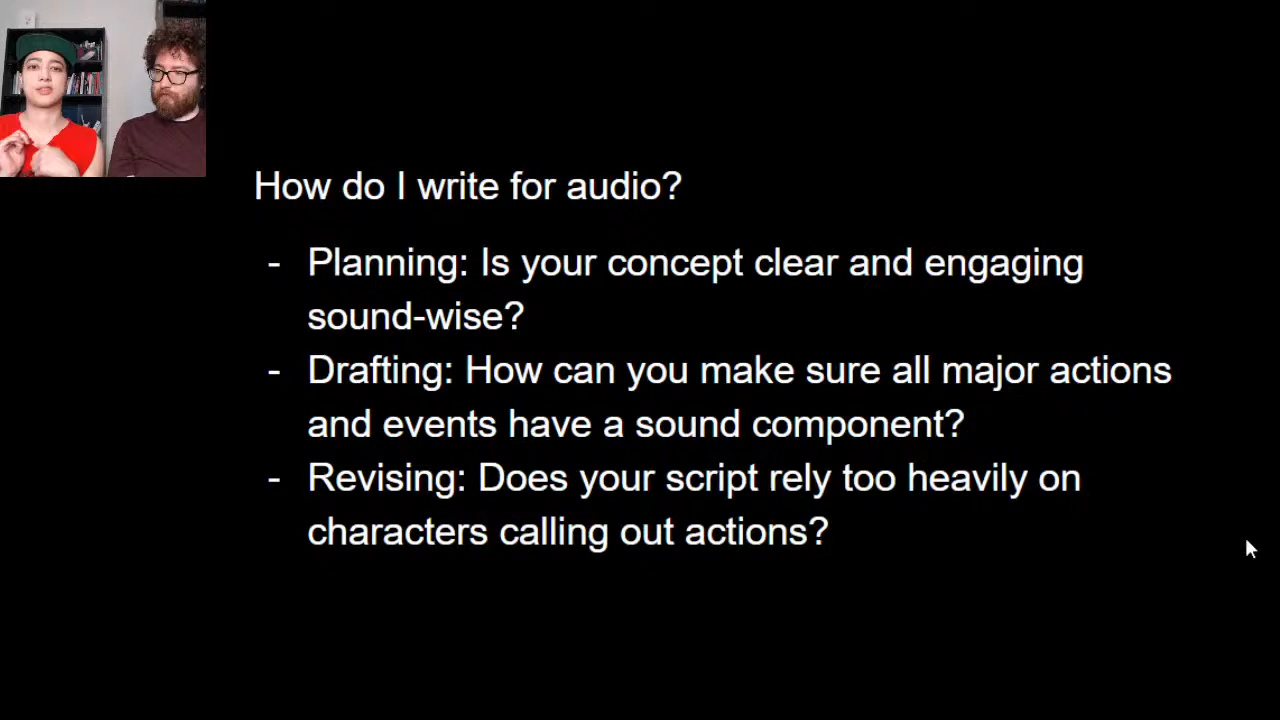 How do I write for audio?
- Planning: Is your concept clear and engaging
sound-wise?
- Drafting: How can you make sure all major actions
and events have a sound component?
- Revising: Does your script rely too heavily on
characters calling out actions?